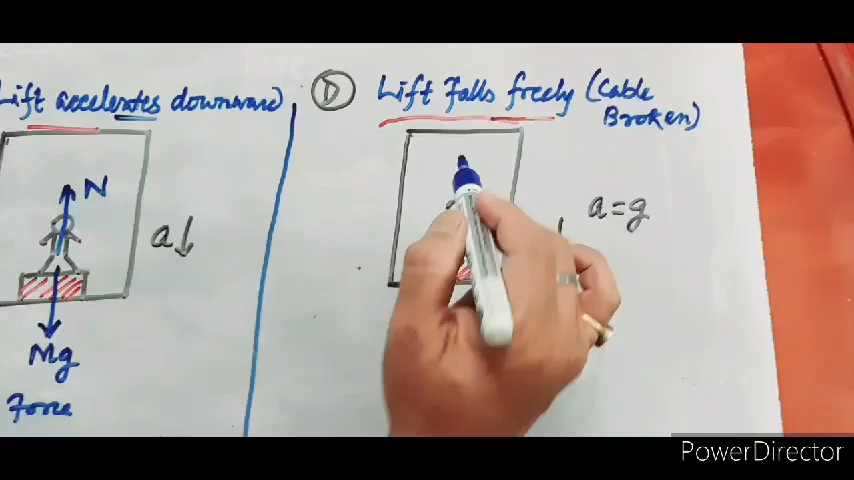 Lift accelerates downward)
N
a↓
Mg
Force
D Lift Falls freely (Cable
Broken)
a=g
PowerDirector